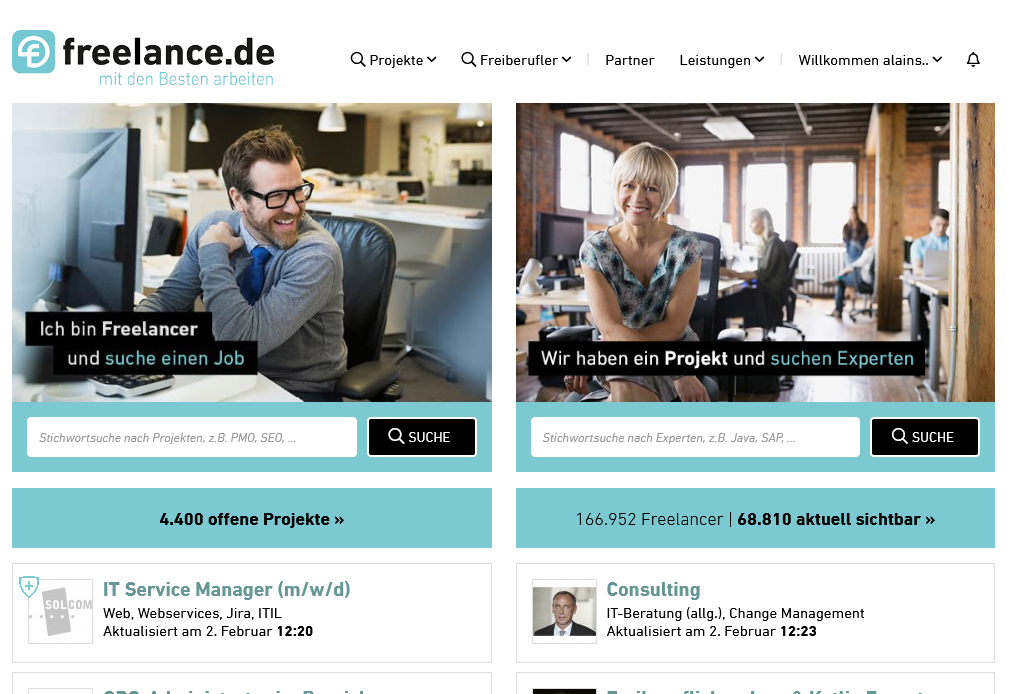 freelance.de
mit den Besten arbeiten
Projekte
Freiberufler
Partner
Leistungen
Willkommen alains..
Ich bin Freelancer
und suche einen Job
Stichwortsuche nach Projekten, z.B. PMO, SEO, ...
SUCHE
4.400 offene Projekte »
SOLCOM
IT Service Manager (m/w/d)
Web, Webservices, Jira, ITIL
Aktualisiert am 2. Februar 12:20
Wir haben ein Projekt und suchen Experten
Stichwortsuche nach Experten, z.B. Java, SAP, ...
SUCHE
166.952 Freelancer | 68.810 aktuell sichtbar »
Consulting
IT-Beratung (allg.), Change Management
Aktualisiert am 2. Februar 12:23